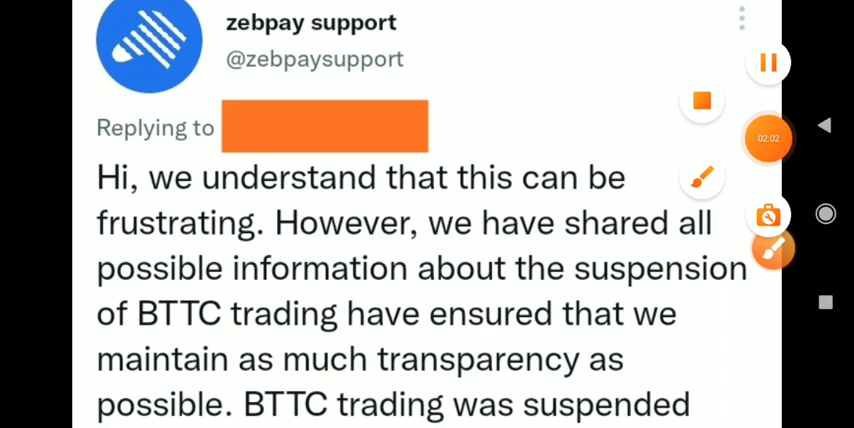 zebpay support
@zebpaysupport
Replying to
Hi, we understand that this can be
frustrating. However, we have shared all
possible information about the suspension
of BTTC trading have ensured that we
maintain as much transparency as
possible. BTTC trading was suspended
02:02